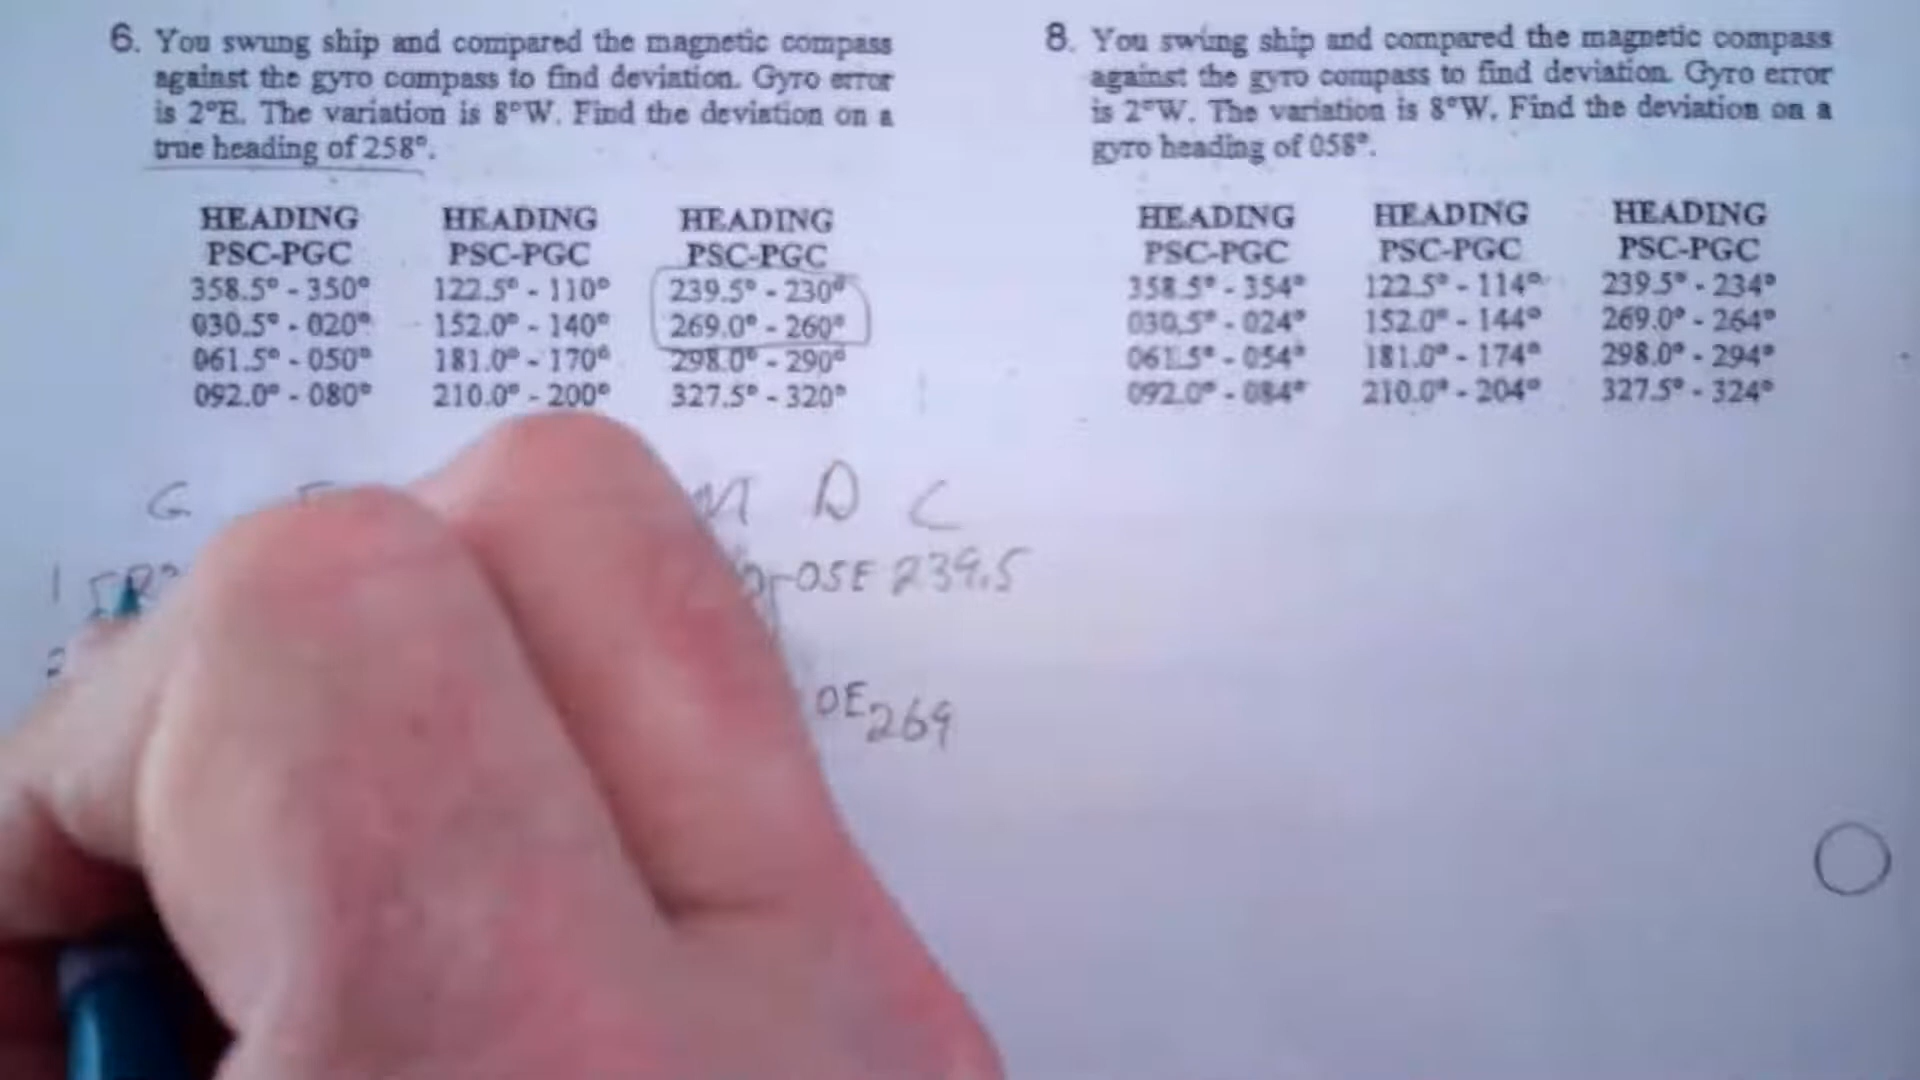 6. You swung ship and compared the magnetic compass
against the gyro compass to find deviation. Gyro error
is 2°E. The variation is 8°W. Find the deviation on a
true heading of 258°.
HEADING HEADING HEADING
PSC-PGC PSC-PGC PSC-PGC
358.5° - 350° 122.5° - 110° 239.5° - 230°
030.5° - 020° 152.0° - 140° 269.0° - 260°
061.5° - 050° 181.0° - 170° 298.0° - 290°
092.0° - 080° 210.0° - 200° 327.5° - 320°
G M D C
1 05E 239.5
2 0E 269
8. You swung ship and compared the magnetic compass
against the gyro compass to find deviation. Gyro error
is 2°W. The variation is 8°W. Find the deviation on a
gyro heading of 058°.
HEADING HEADING HEADING
PSC-PGC PSC-PGC PSC-PGC
358.5° - 354° 122.5° - 114° 239.5° - 234°
030.5° - 024° 152.0° - 144° 269.0° - 264°
061.5° - 054° 181.0° - 174° 298.0° - 294°
092.0° - 084° 210.0° - 204° 327.5° - 324°